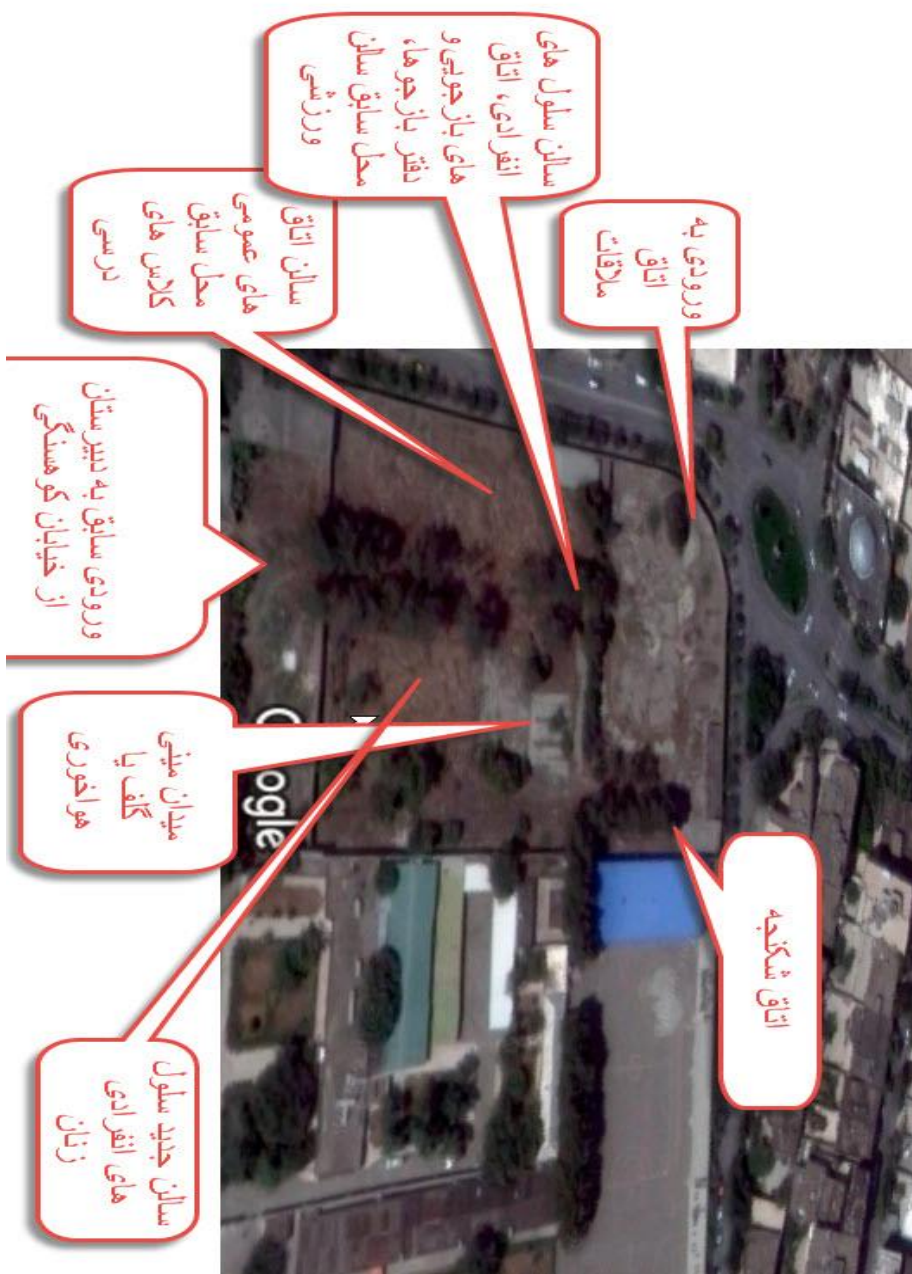 سالن سلول های
انفرادی، اتاق
های بازجویی و
دفتر بازجوها،
محل سابق سالن
ورزشی
سالن اتاق
های عمومی
محل سابق
کلاس های
درسی
ورودی به
اتاق
ملاقات
ورودی سابق به دبیرستان
از خیابان کوهسنگی
میدان مینی
گلف یا
هواخوری
سالن جدید سلول
های انفرادی
زنان
اتاق شکنجه
Google